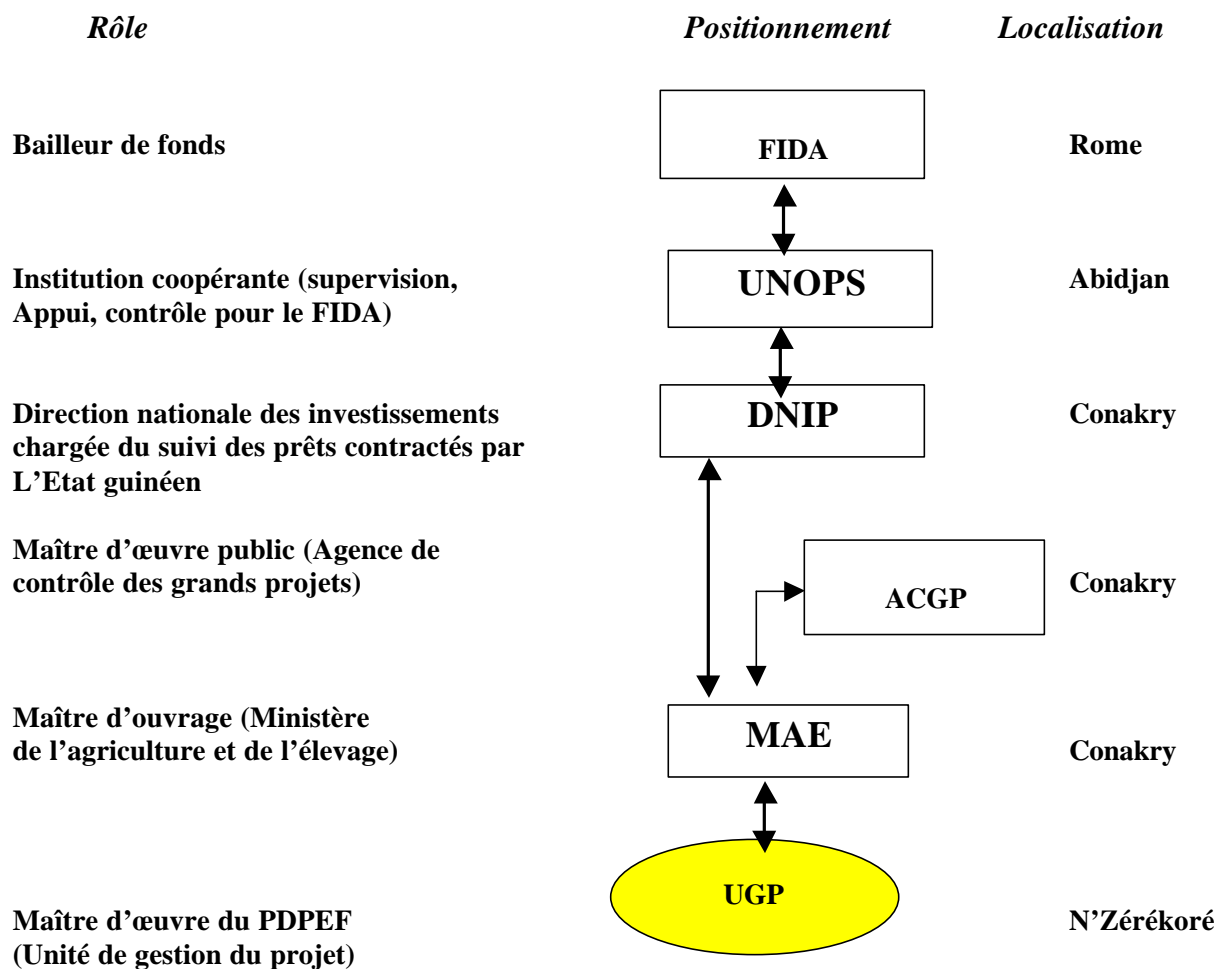 Rôle Positionnement Localisation
Bailleur de fonds FIDA Rome
Institution coopérante (supervision, UNOPS Abidjan
Appui, contrôle pour le FIDA)
Direction nationale des investissements DNIP Conakry
chargée du suivi des prêts contractés par
L’Etat guinéen
Maître d’œuvre public (Agence de
contrôle des grands projets) ACGP Conakry
Maître d’ouvrage (Ministère MAE
de l’agriculture et de l’élevage) Conakry
UGP
Maître d’œuvre du PDPEF N’Zérékoré
(Unité de gestion du projet)